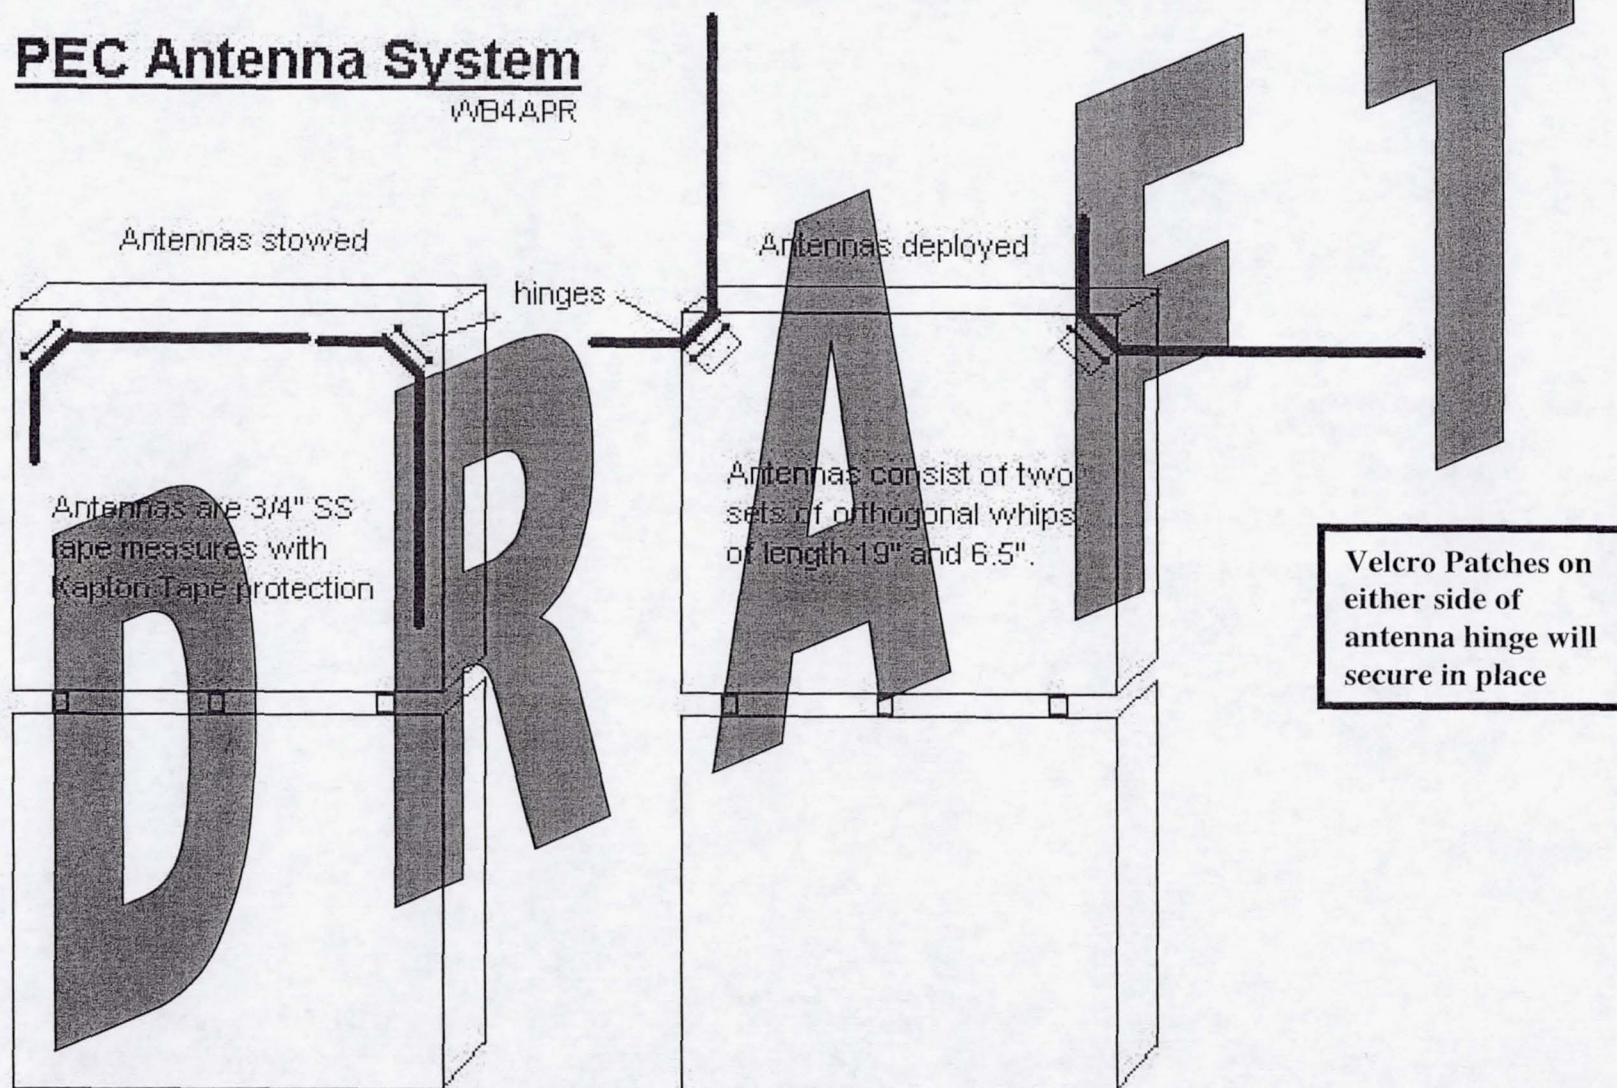 PEC Antenna System
WB4APR
Antennas stowed
hinges
Antennas deployed
Antennas are 3/4" SS
tape measures with
Kapton Tape protection
Antennas consist of two
sets of orthogonal whips
of length 19" and 6.5".
Velcro Patches on
either side of
antenna hinge will
secure in place
DRAFT